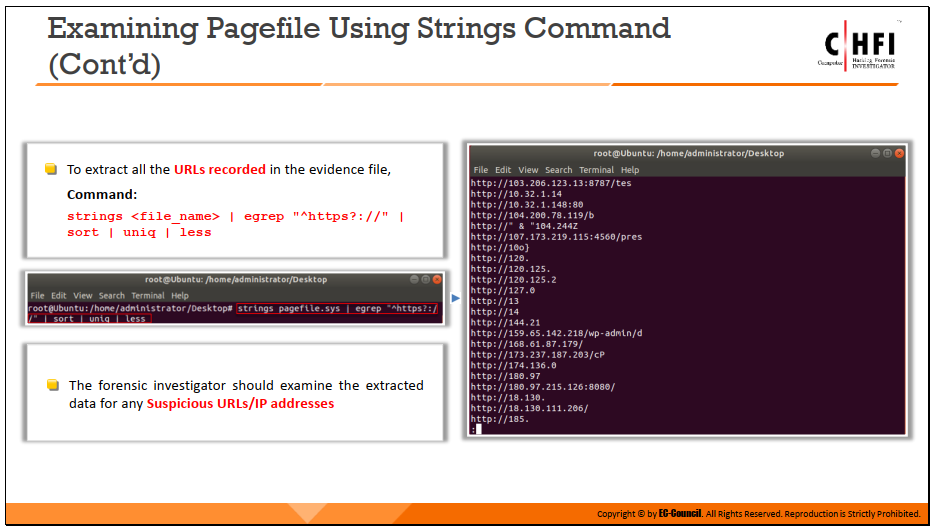 Examining Pagefile Using Strings Command
(Cont’d)
C HFI
Computer Hacking Forensic
INVESTIGATOR
To extract all the URLs recorded in the evidence file,
Command:
strings <file_name> | egrep "^https?://" |
sort | uniq | less
root@Ubuntu: /home/administrator/Desktop
File Edit View Search Terminal Help
root@Ubuntu:/home/administrator/Desktop# strings pagefile.sys | egrep "^https?:/
/" | sort | uniq | less
The forensic investigator should examine the extracted
data for any Suspicious URLs/IP addresses
root@Ubuntu: /home/administrator/Desktop
File Edit View Search Terminal Help
http://103.206.123.13:8787/tes
http://10.32.1.14
http://10.32.1.148:80
http://104.200.78.119/b
http://" & "104.244Z
http://107.173.219.115:4560/pres
http://10o}
http://120.
http://120.125.
http://120.125.2
http://127.0
http://13
http://14
http://144.21
http://159.65.142.218/wp-admin/d
http://168.61.87.179/
http://173.237.187.203/cP
http://174.136.0
http://180.97
http://180.97.215.126:8080/
http://18.130.
http://18.130.111.206/
http://185.
:
Copyright © by EC-Council. All Rights Reserved. Reproduction is Strictly Prohibited.